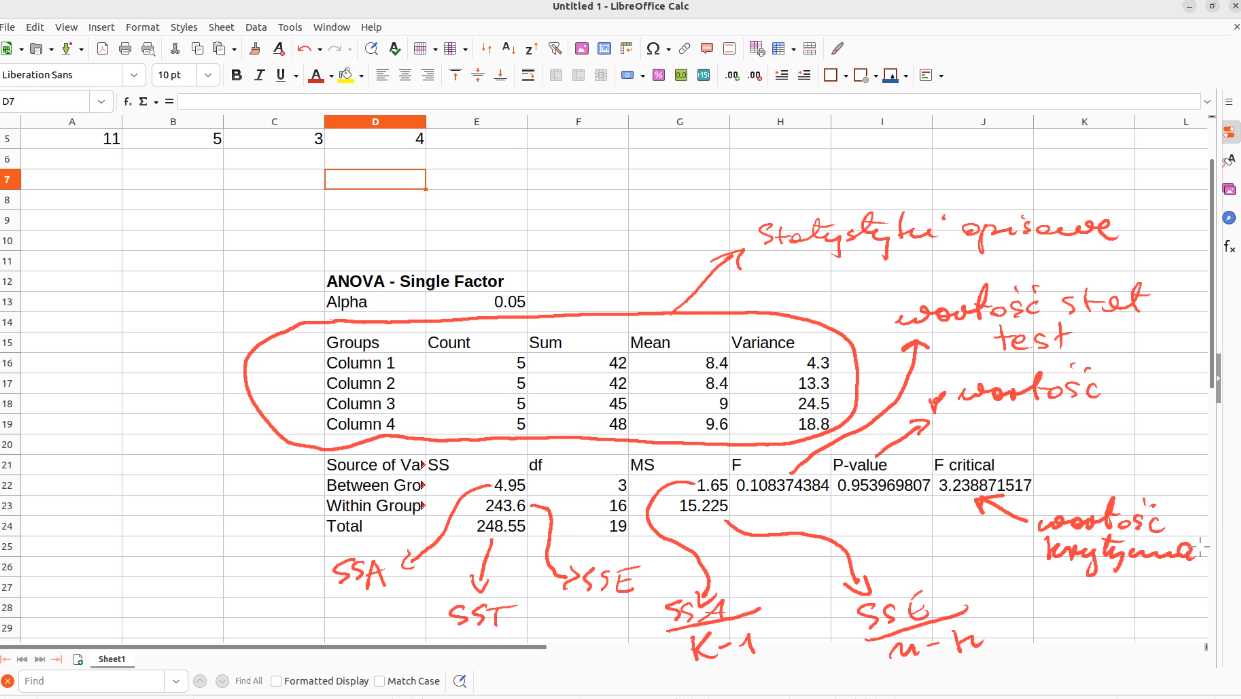 Untitled 1 - LibreOffice Calc
File Edit View Insert Format Styles Sheet Data Tools Window Help
Liberation Sans 10 pt B I U A
D7 fx Σ =
A B C D E F G H I J K L
5 11 5 3 4
6
7
8
9
10
11
statystyki opisowe
12 ANOVA - Single Factor
13 Alpha 0.05
wartość stat
test
14
15 Groups Count Sum Mean Variance
16 Column 1 5 42 8.4 4.3
17 Column 2 5 42 8.4 13.3
18 Column 3 5 45 9 24.5
19 Column 4 5 48 9.6 18.8
p wartość
20
21 Source of Va SS df MS F P-value F critical
22 Between Gro 4.95 3 1.65 0.108374384 0.953969807 3.238871517
23 Within Group 243.6 16 15.225
24 Total 248.55 19
wartość
krytyczna
25
26
27
28
29
SSA
SST
SSE
SSA
K-1
SSE
n-k
Sheet1
Find Find All Formatted Display Match Case